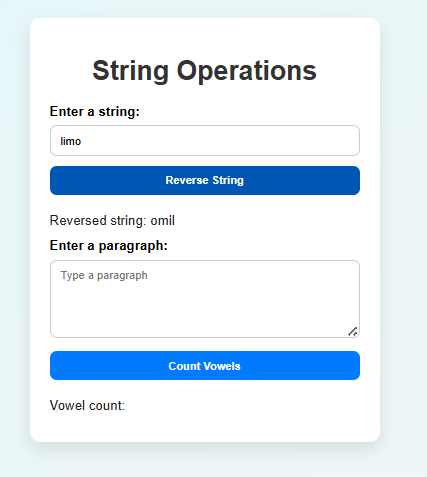 String Operations
Enter a string:
limo
Reverse String
Reversed string: omil
Enter a paragraph:
Type a paragraph
Count Vowels
Vowel count: